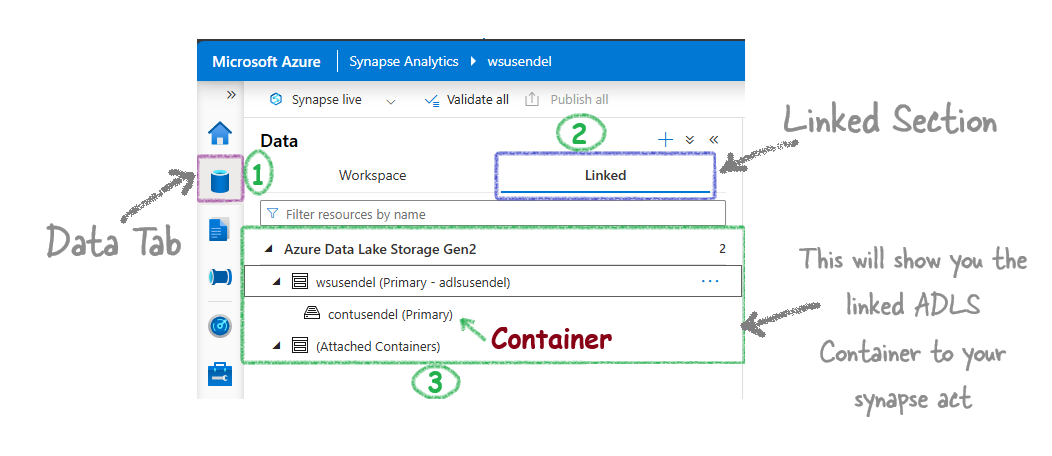 Microsoft Azure
Synapse Analytics
wsusendel
Synapse live
Validate all
Publish all
Linked Section
Data
2
1
Workspace
Linked
Filter resources by name
Data Tab
Azure Data Lake Storage Gen2
2
wsusendel (Primary - adlsusendel)
contusendel (Primary)
Container
(Attached Containers)
3
This will show you the
linked ADLS
Container to your
synapse act